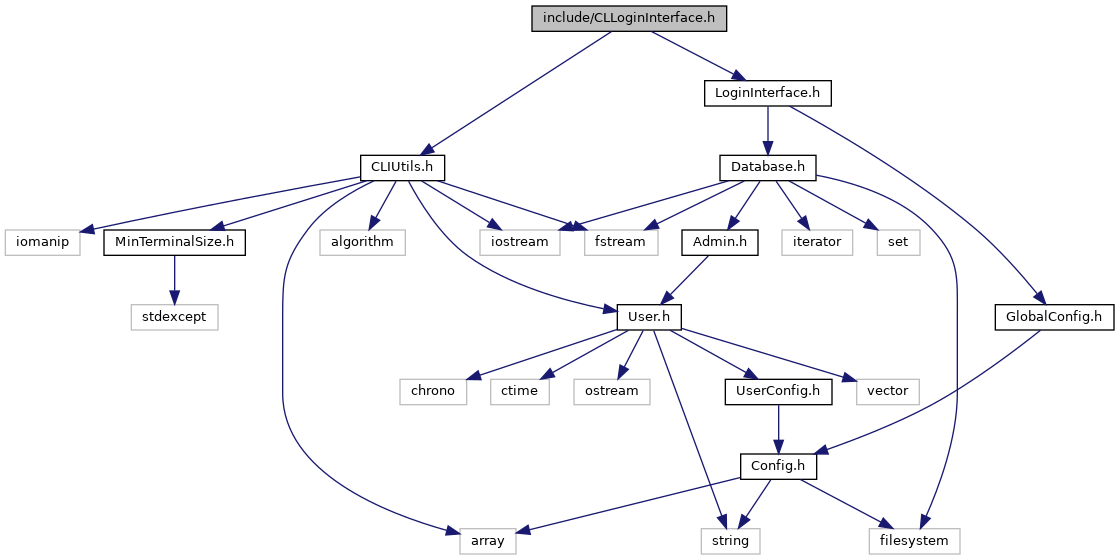 include/CLLoginInterface.h
LoginInterface.h
CLIUtils.h
Database.h
iomanip
MinTerminalSize.h
algorithm
iostream
fstream
Admin.h
iterator
set
stdexcept
User.h
GlobalConfig.h
chrono
ctime
ostream
UserConfig.h
vector
Config.h
array
string
filesystem